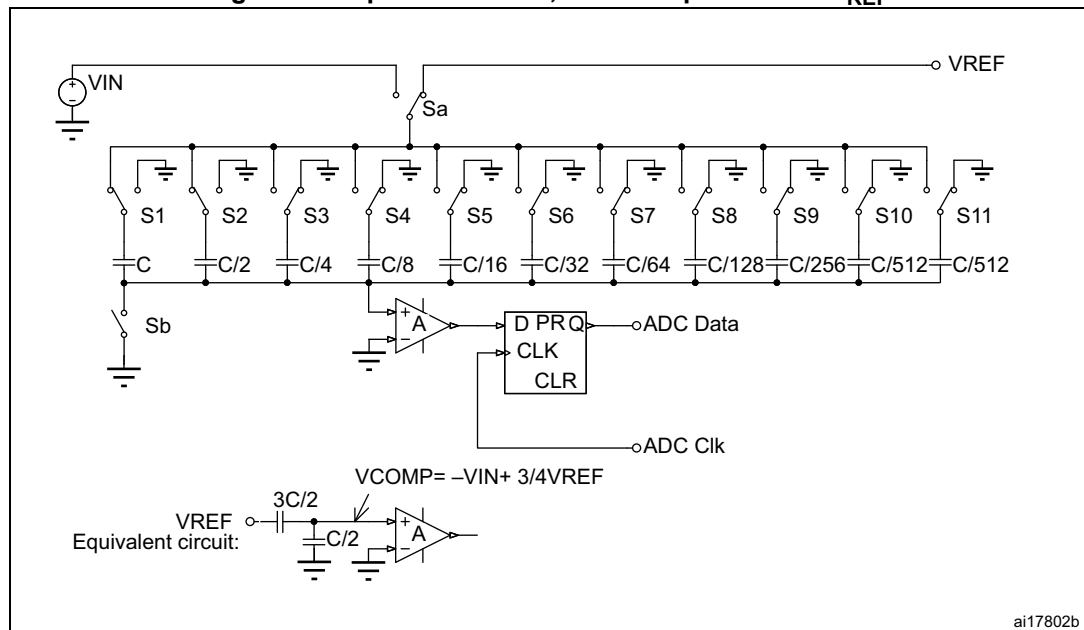 VIN
VREF
Sa
S1 S2 S3 S4 S5 S6 S7 S8 S9 S10 S11
C C/2 C/4 C/8 C/16 C/32 C/64 C/128 C/256 C/512 C/512
Sb
A
D PR Q
CLK
CLR
ADC Data
ADC Clk
VCOMP= –VIN+ 3/4VREF
3C/2
VREF
A
C/2
Equivalent circuit:
ai17802b